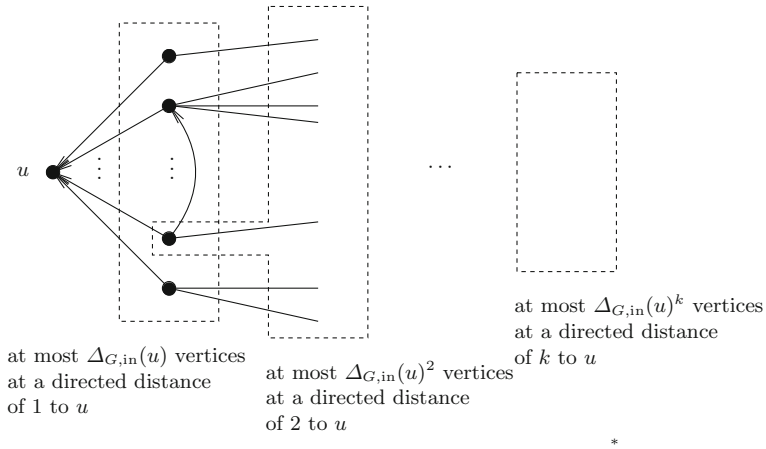 u
⋮
⋮
⋯
at most Δ_{G,in}(u) vertices
at a directed distance
of 1 to u
at most Δ_{G,in}(u)^2 vertices
at a directed distance
of 2 to u
at most Δ_{G,in}(u)^k vertices
at a directed distance
of k to u
*